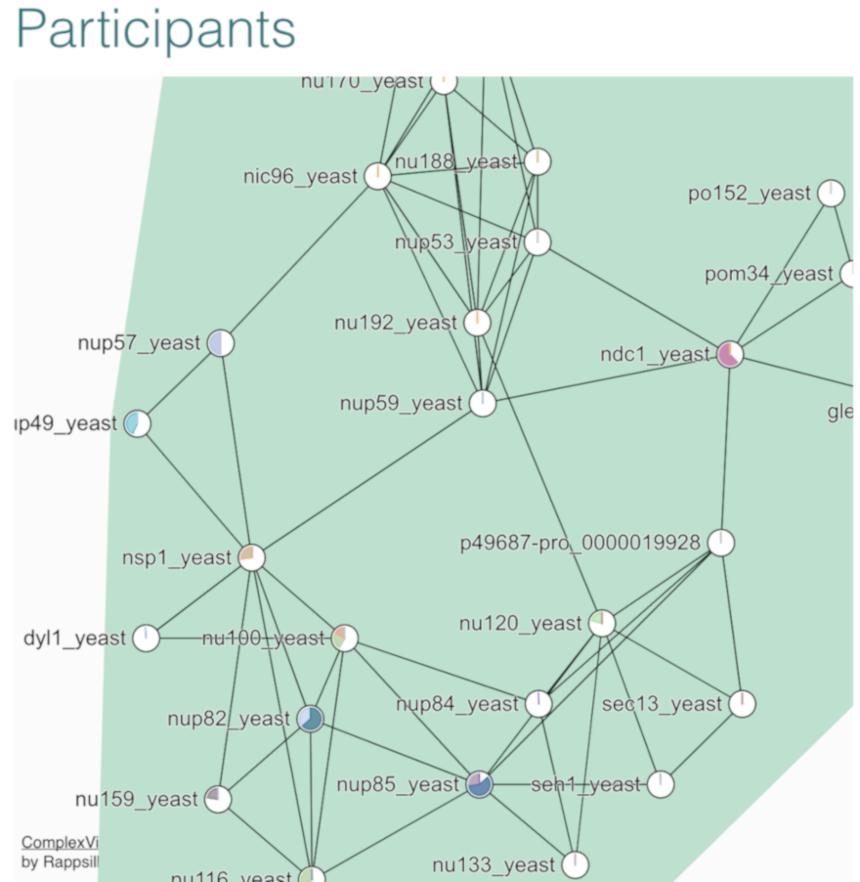 Participants
nu170_yeast
nu188_yeast
nic96_yeast
po152_yeast
nup53_yeast
pom34_yeast
nu192_yeast
nup57_yeast
ndc1_yeast
nup59_yeast
gle
up49_yeast
p49687-pro_0000019928
nsp1_yeast
nu120_yeast
dyl1_yeast
nu100_yeast
nup84_yeast
sec13_yeast
nup82_yeast
nup85_yeast
seh1_yeast
nu159_yeast
ComplexVi
by Rappsil
nu133_yeast
nu116_yeast